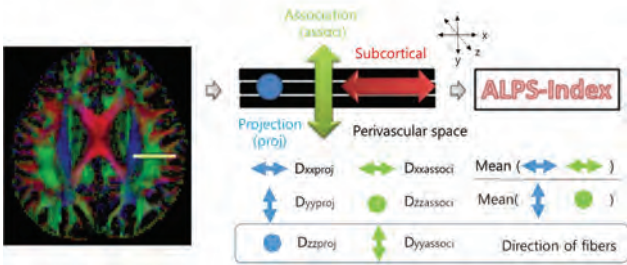 Association
(associ)
x
z
y
Subcortical
ALPS-Index
Projection
(proj)
Perivascular space
Dxxproj
Dxxassoci
Mean ( )
Dyyproj
Dzzassoci
Mean( )
Dzzproj
Dyyassoci
Direction of fibers